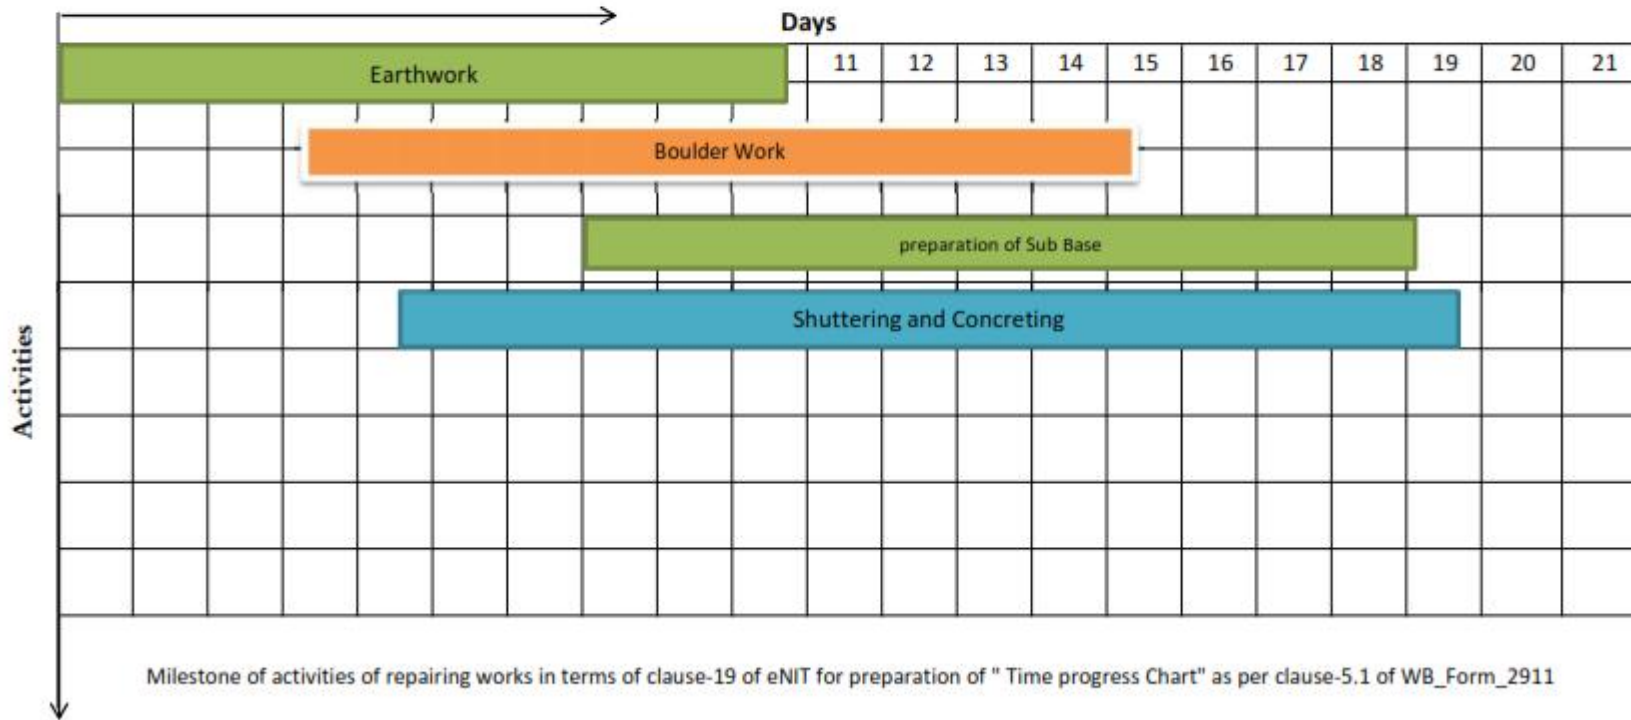 Days
Earthwork
11 12 13 14 15 16 17 18 19 20 21
Boulder Work
preparation of Sub Base
Shuttering and Concreting
Activities
Milestone of activities of repairing works in terms of clause-19 of eNIT for preparation of " Time progress Chart" as per clause-5.1 of WB_Form_2911